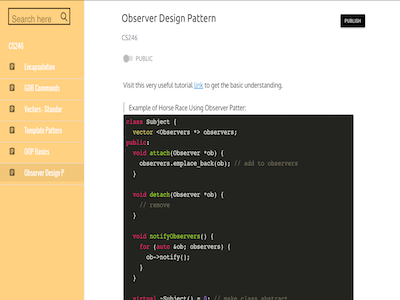 Search here
CS246
Encapsulation
GDB Commands
Vectors - Standar
Template Pattern
OOP Basics
Observer Design P
Observer Design Pattern
PUBLISH
CS246
PUBLIC
Visit this very useful tutorial link to get the basic understanding.
Example of Horse Race Using Observer Patter:
class Subject {
vector <Observers *> observers;
public:
void attach(Observer *ob) {
observers.emplace_back(ob); // add to observers
}
void detach(Observer *ob) {
// remove
}
void notifyObservers() {
for (auto &ob; observers) {
ob->notify();
}
}
virtual ~Subject() = 0; // make class abstract